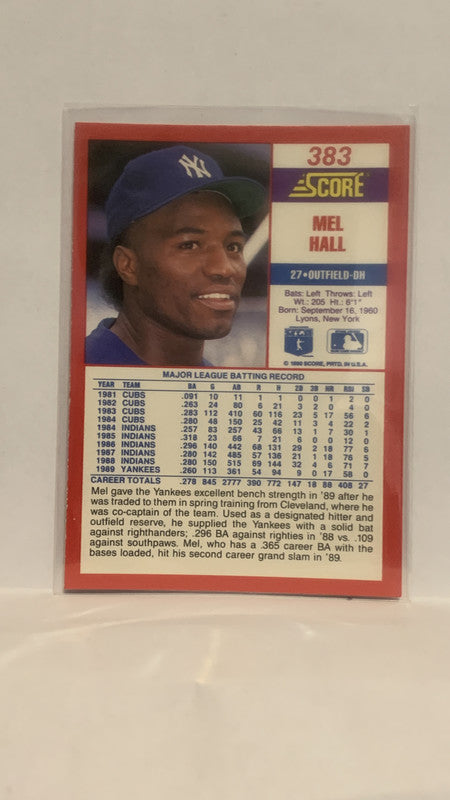 NY
383
SCORE
MEL
HALL
27•OUTFIELD-DH
Bats: Left Throws: Left
Wt.: 205 Ht.: 6'1"
Born: September 16, 1960
Lyons, New York
© 1990 SCORE, PRTD. IN U.S.A.
MAJOR LEAGUE BATTING RECORD
YEAR TEAM BA G AB R H 2B 3B HR RBI SB
1981 CUBS .091 10 11 1 1 0 0 1 2 0
1982 CUBS .263 24 80 6 21 3 2 0 4 0
1983 CUBS .283 112 410 60 116 23 5 17 56 6
1984 CUBS .280 48 150 25 42 11 3 4 22 2
1984 INDIANS .257 83 257 43 66 13 1 7 30 1
1985 INDIANS .318 23 66 7 21 6 0 0 12 0
1986 INDIANS .296 140 442 68 131 29 2 18 77 6
1987 INDIANS .280 142 485 57 136 21 1 18 76 5
1988 INDIANS .280 150 515 69 144 32 4 6 71 7
1989 YANKEES .260 113 361 54 94 9 0 17 58 0
CAREER TOTALS .278 845 2777 390 772 147 18 88 408 27
Mel gave the Yankees excellent bench strength in '89 after he
was traded to them in spring training from Cleveland, where he
was co-captain of the team. Used as a designated hitter and
outfield reserve, he supplied the Yankees with a solid bat
against righthanders; .296 BA against righties in '88 vs. .109
against southpaws. Mel, who has a .365 career BA with the
bases loaded, hit his second career grand slam in '89.